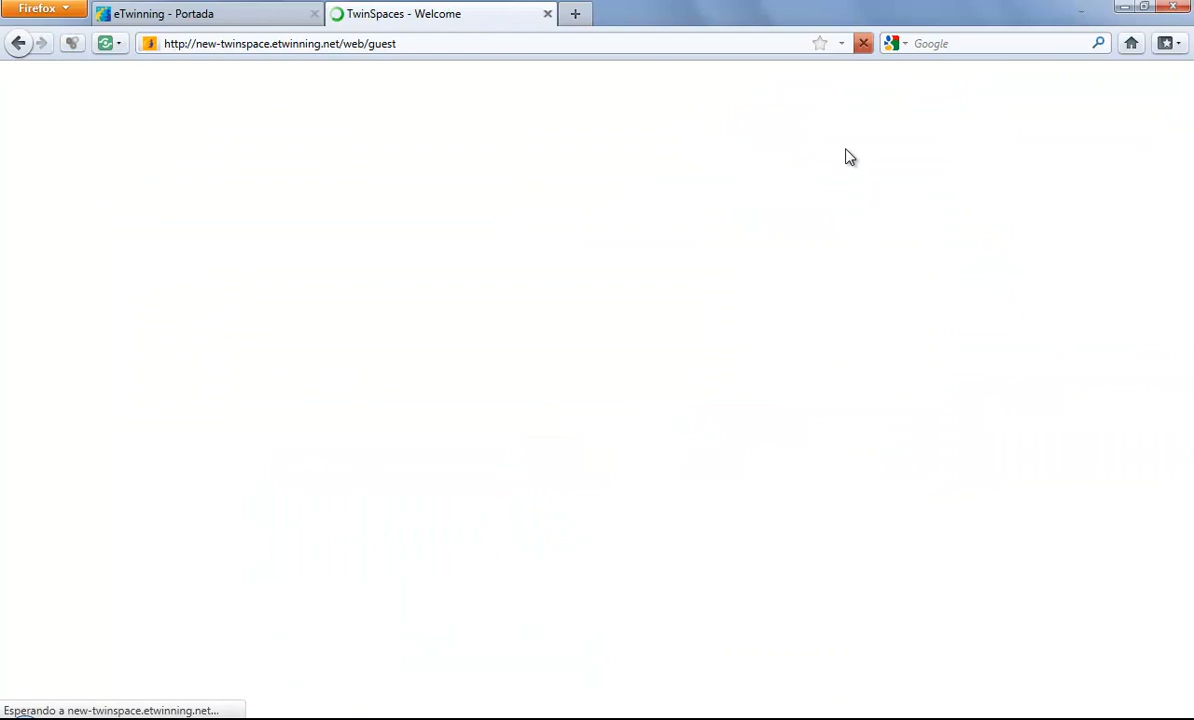 Firefox
eTwinning - Portada
TwinSpaces - Welcome
http://new-twinspace.etwinning.net/web/guest
Google
Esperando a new-twinspace.etwinning.net...